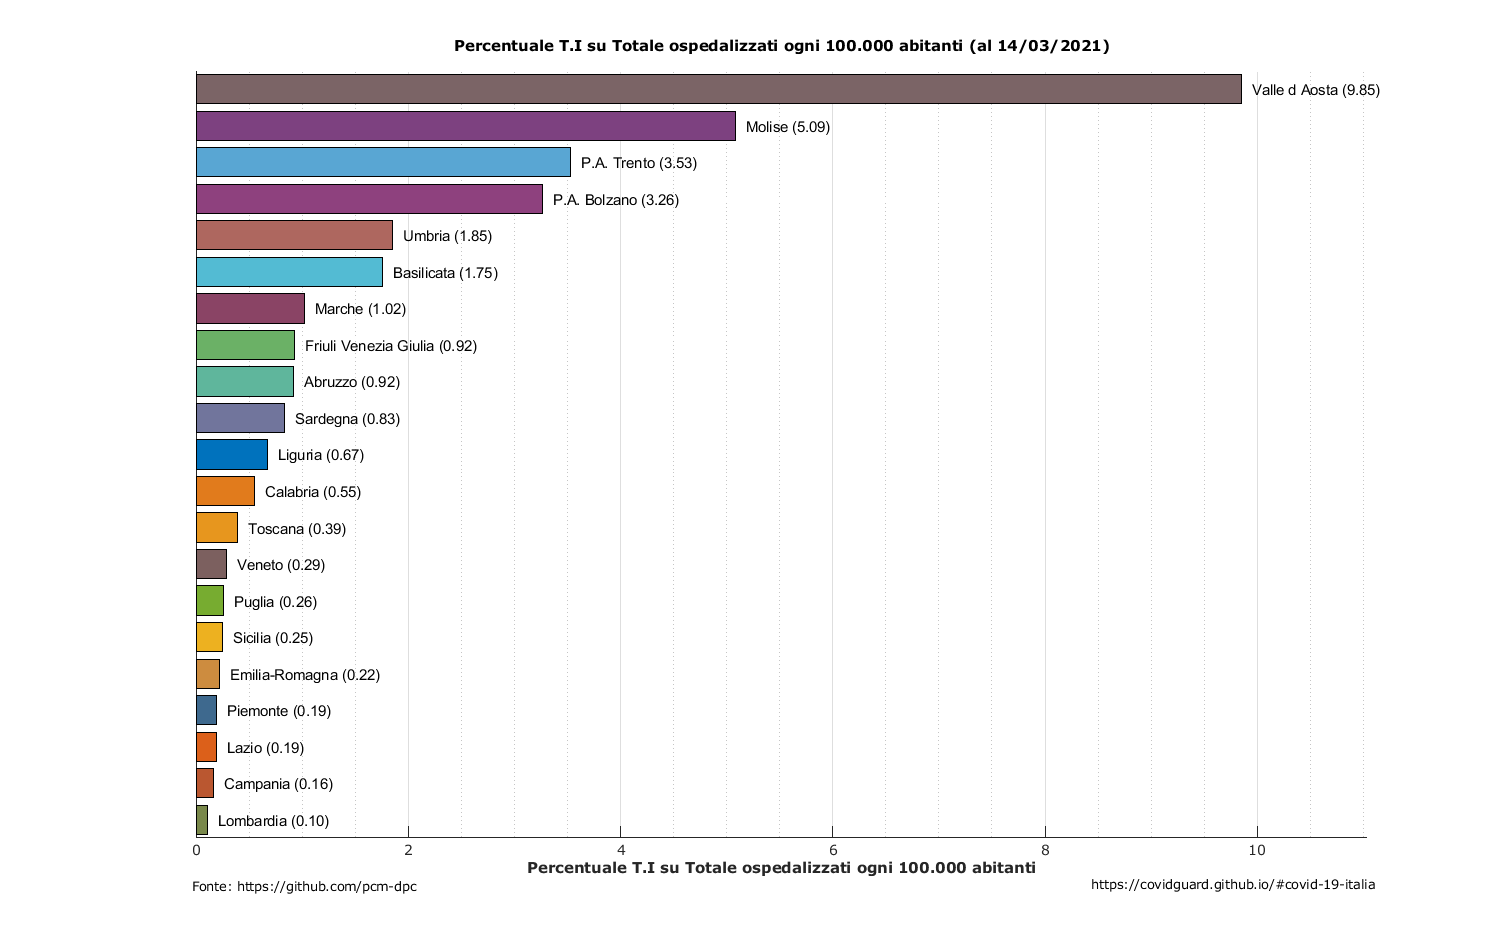 Percentuale T.I su Totale ospedalizzati ogni 100.000 abitanti (al 14/03/2021)
Valle d Aosta (9.85)
Molise (5.09)
P.A. Trento (3.53)
P.A. Bolzano (3.26)
Umbria (1.85)
Basilicata (1.75)
Marche (1.02)
Friuli Venezia Giulia (0.92)
Abruzzo (0.92)
Sardegna (0.83)
Liguria (0.67)
Calabria (0.55)
Toscana (0.39)
Veneto (0.29)
Puglia (0.26)
Sicilia (0.25)
Emilia-Romagna (0.22)
Piemonte (0.19)
Lazio (0.19)
Campania (0.16)
Lombardia (0.10)
0 2 4 6 8 10
Percentuale T.I su Totale ospedalizzati ogni 100.000 abitanti
Fonte: https://github.com/pcm-dpc
https://covidguard.github.io/#covid-19-italia